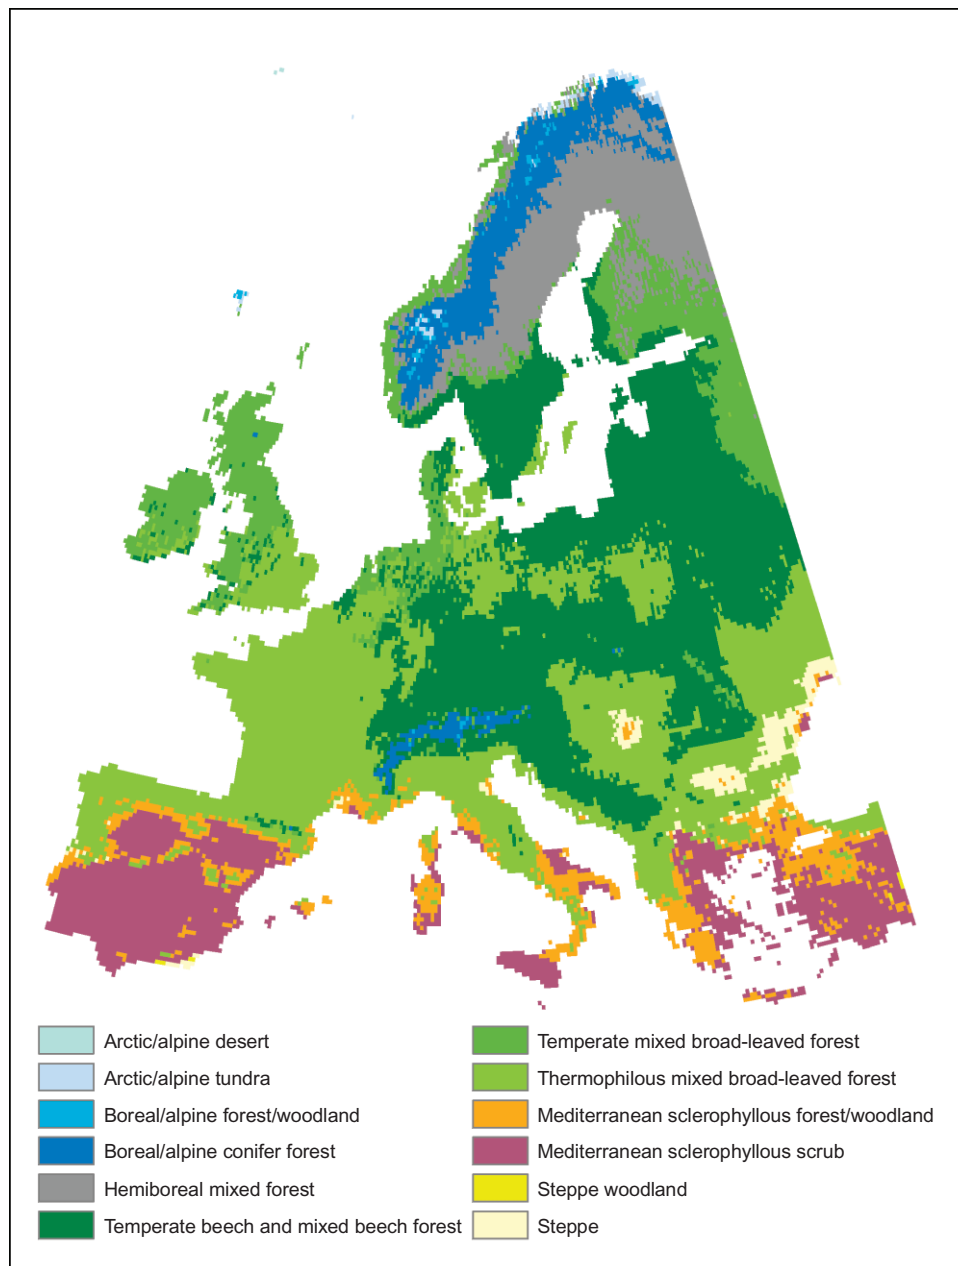 Arctic/alpine desert
Arctic/alpine tundra
Boreal/alpine forest/woodland
Boreal/alpine conifer forest
Hemiboreal mixed forest
Temperate beech and mixed beech forest
Temperate mixed broad-leaved forest
Thermophilous mixed broad-leaved forest
Mediterranean sclerophyllous forest/woodland
Mediterranean sclerophyllous scrub
Steppe woodland
Steppe